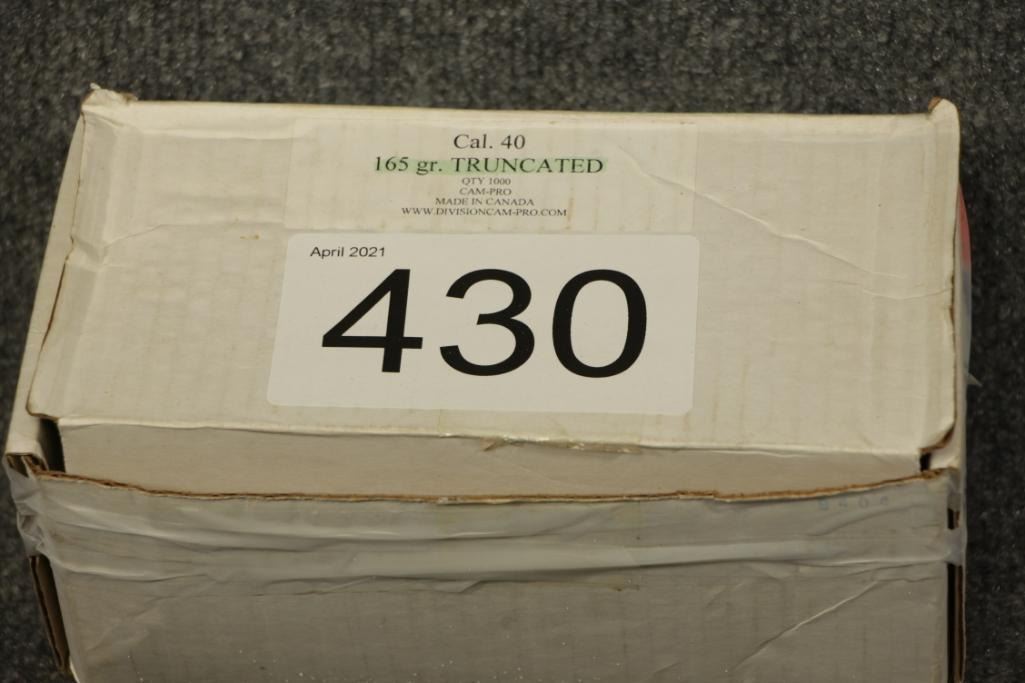 Cal. 40
165 gr. TRUNCATED
QTY 1000
CAM-PRO
MADE IN CANADA
WWW.DIVISIONCAM-PRO.COM
April 2021
430